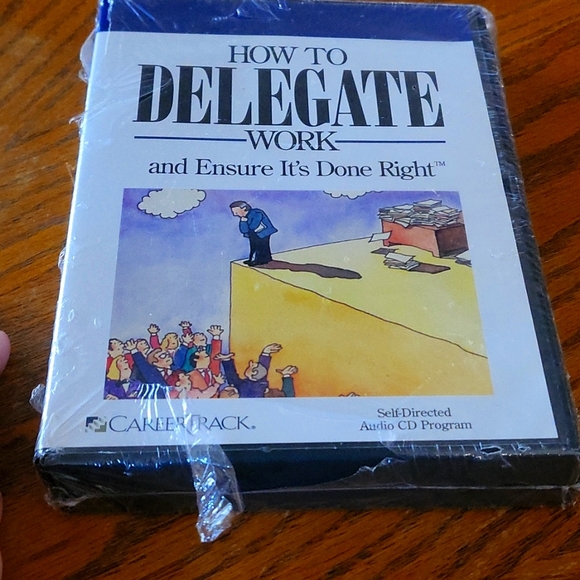 HOW TO
DELEGATE
WORK
and Ensure It's Done Right™
CAREERTRACK®
Self-Directed
Audio CD Program